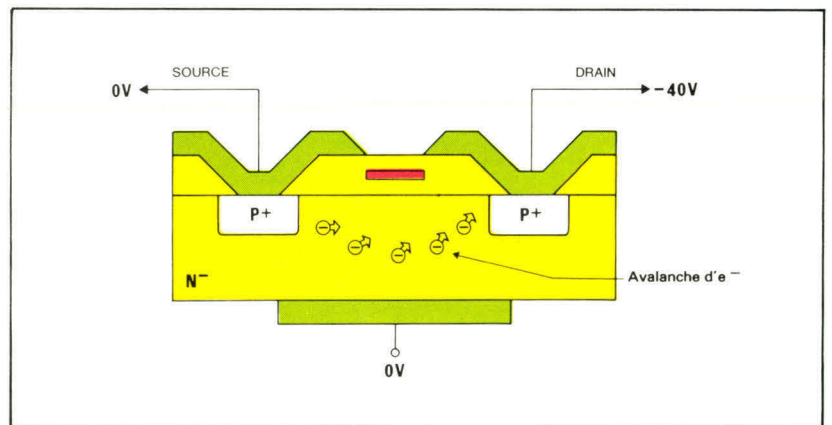 SOURCE
DRAIN
0V
-40V
P+
P+
N⁻
Avalanche d'e ⁻
0V